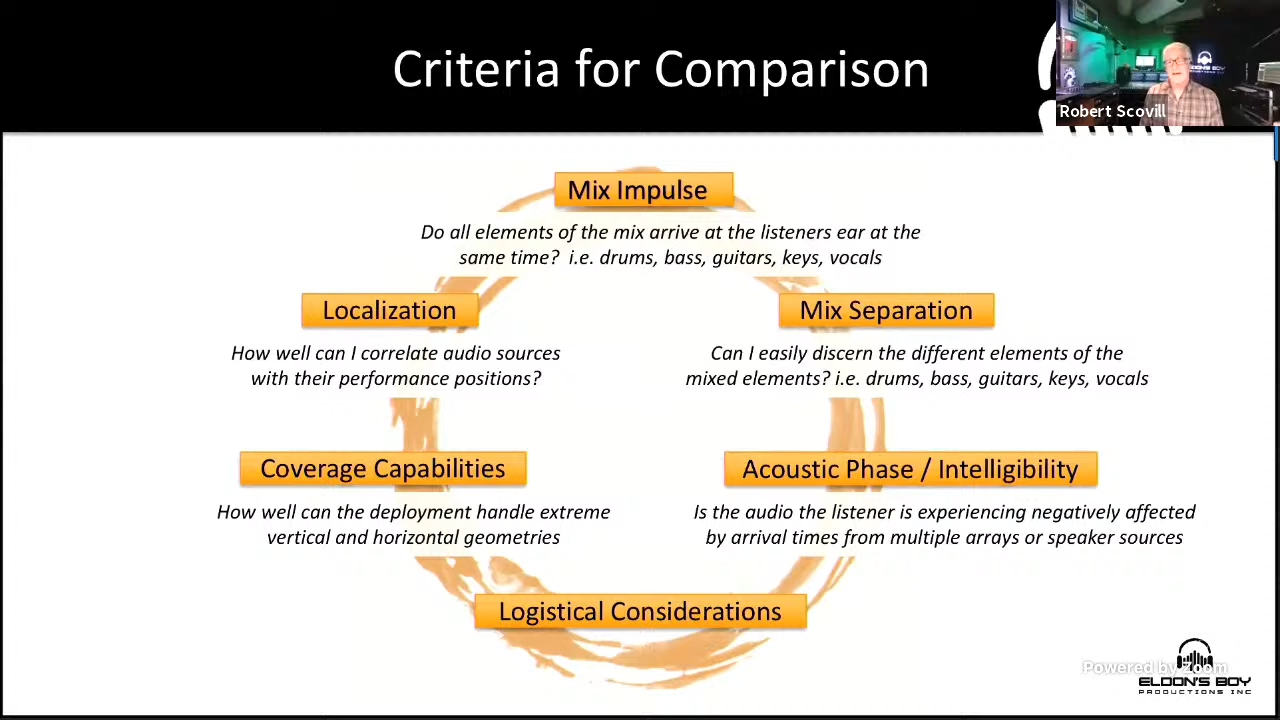 Criteria for Comparison
Robert Scovill
Mix Impulse
Do all elements of the mix arrive at the listeners ear at the
same time? i.e. drums, bass, guitars, keys, vocals
Localization
How well can I correlate audio sources
with their performance positions?
Mix Separation
Can I easily discern the different elements of the
mixed elements? i.e. drums, bass, guitars, keys, vocals
Coverage Capabilities
How well can the deployment handle extreme
vertical and horizontal geometries
Acoustic Phase / Intelligibility
Is the audio the listener is experiencing negatively affected
by arrival times from multiple arrays or speaker sources
Logistical Considerations
Powered by Zoom
ELDON'S BOY
PRODUCTIONS INC